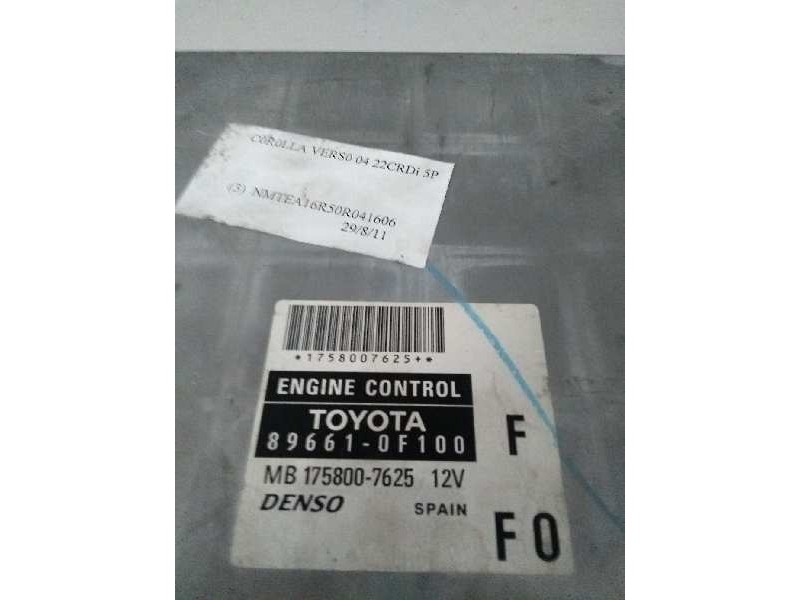 COROLLA VERS0 04 22CRDi 5P
(3) NMTEA16R50R041606
29/8/11
*1758007625+*
ENGINE CONTROL
TOYOTA
89661-0F100
F
MB 175800-7625 12V
DENSO
SPAIN
F0